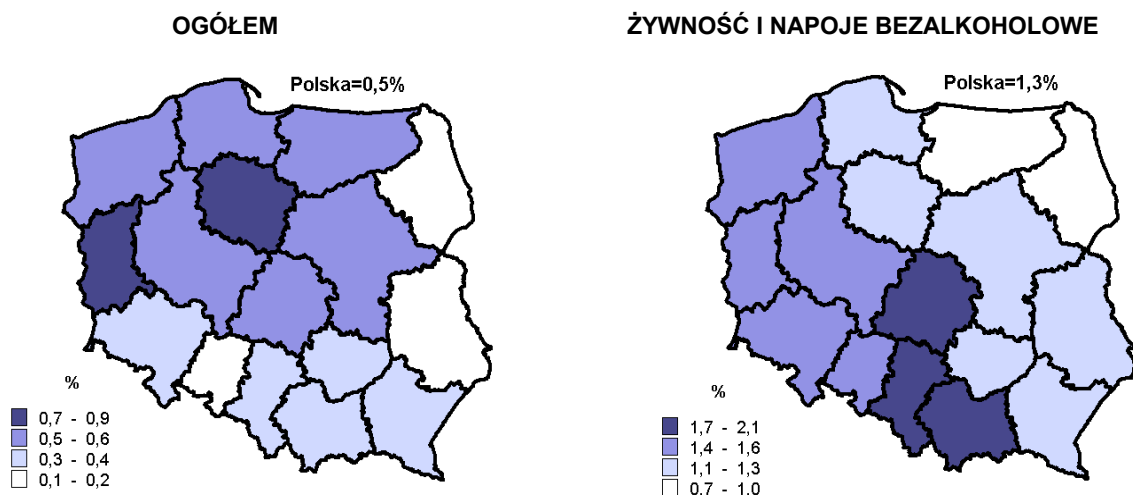 OGÓŁEM
Polska=0,5%
%
0,7 - 0,9
0,5 - 0,6
0,3 - 0,4
0,1 - 0,2
ŻYWNOŚĆ I NAPOJE BEZALKOHOLOWE
Polska=1,3%
%
1,7 - 2,1
1,4 - 1,6
1,1 - 1,3
0,7 - 1,0